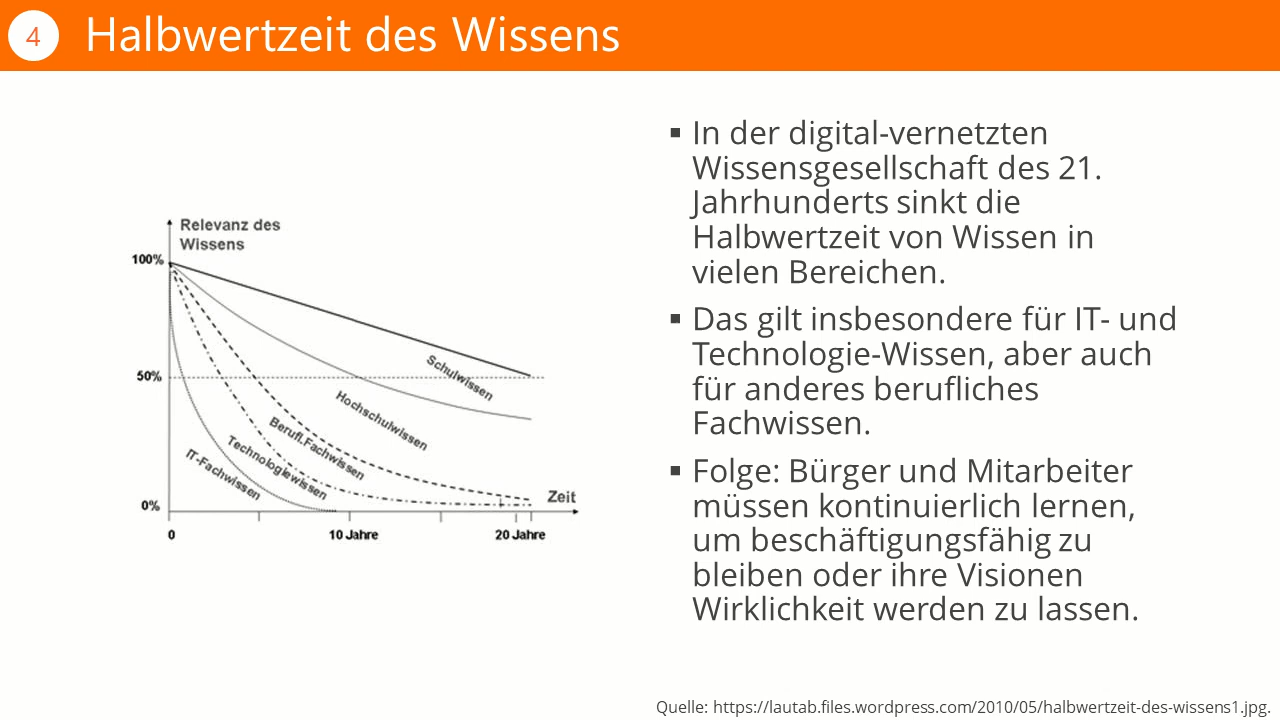 4
Halbwertzeit des Wissens
Relevanz des
Wissens
100%
50%
0%
Schulwissen
Hochschulwissen
Berufl.Fachwissen
Technologiewissen
IT-Fachwissen
Zeit
0
10 Jahre
20 Jahre
▪ In der digital-vernetzten
Wissensgesellschaft des 21.
Jahrhunderts sinkt die
Halbwertzeit von Wissen in
vielen Bereichen.
▪ Das gilt insbesondere für IT- und
Technologie-Wissen, aber auch
für anderes berufliches
Fachwissen.
▪ Folge: Bürger und Mitarbeiter
müssen kontinuierlich lernen,
um beschäftigungsfähig zu
bleiben oder ihre Visionen
Wirklichkeit werden zu lassen.
Quelle: https://lautab.files.wordpress.com/2010/05/halbwertzeit-des-wissens1.jpg.